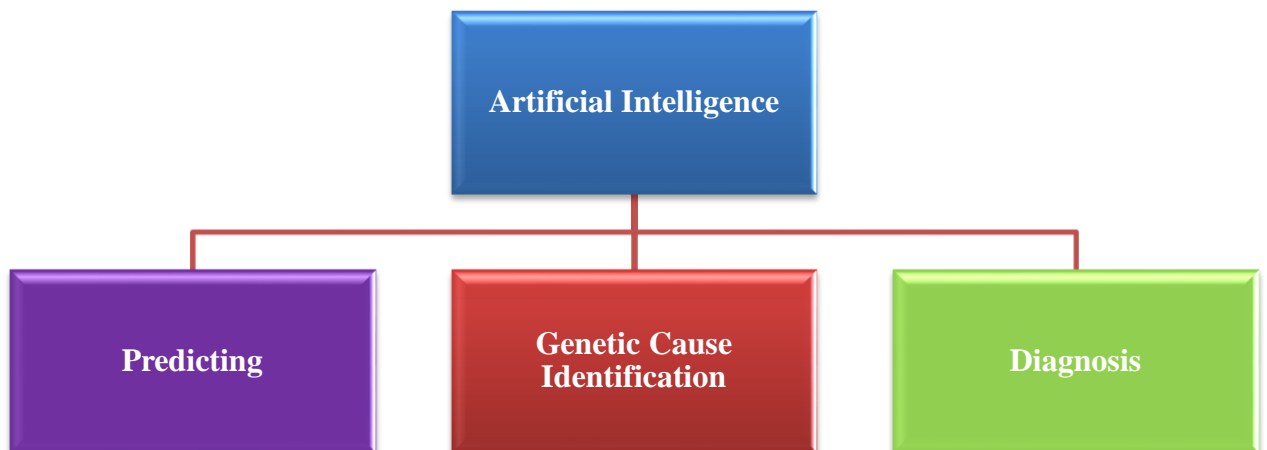 Artificial Intelligence
Predicting
Genetic Cause
Identification
Diagnosis